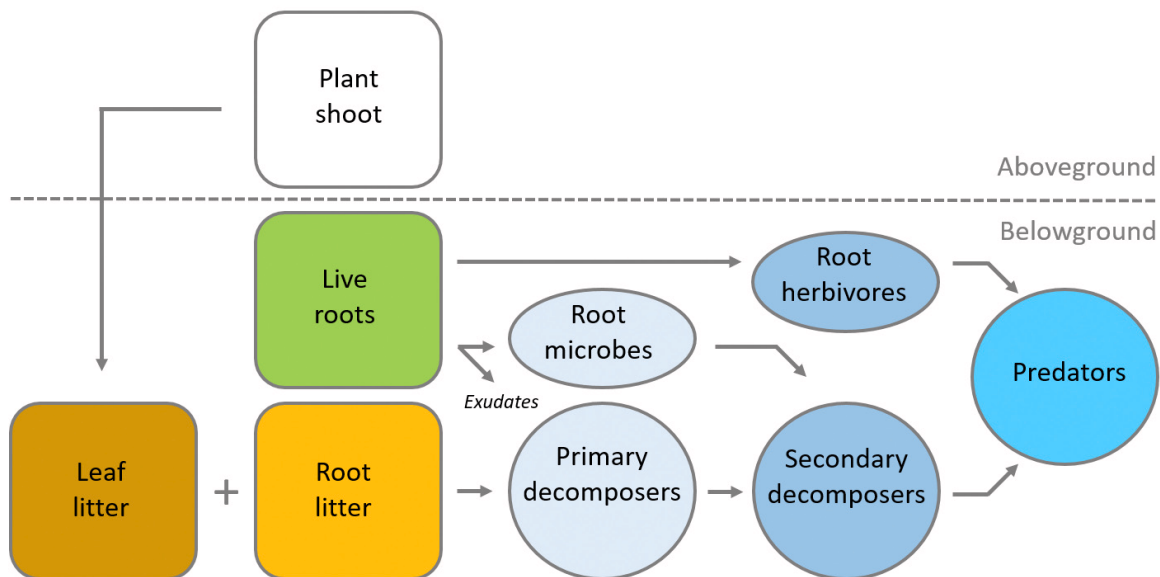 Plant
shoot
Aboveground
Belowground
Live
roots
Root
herbivores
Root
microbes
Predators
Exudates
Leaf
litter
+
Root
litter
Primary
decomposers
Secondary
decomposers